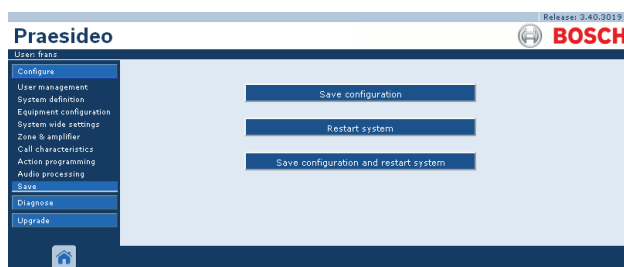 Release: 3.40.3019
Praesideo
BOSCH
User: frans
Configure
User management
System definition
Equipment configuration
System wide settings
Zone & amplifier
Call characteristics
Action programming
Audio processing
Save
Diagnose
Upgrade
Save configuration
Restart system
Save configuration and restart system